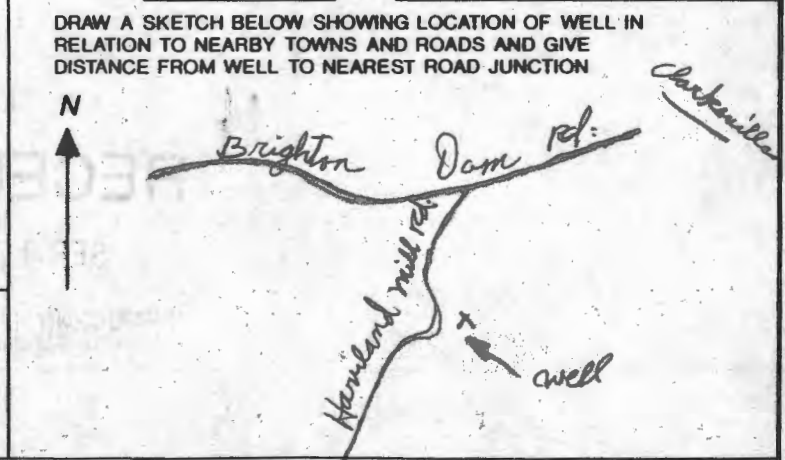 DRAW A SKETCH BELOW SHOWING LOCATION OF WELL IN
RELATION TO NEARBY TOWNS AND ROADS AND GIVE
DISTANCE FROM WELL TO NEAREST ROAD JUNCTION
N
Clarksville
Brighton Dam Rd.
Haviland Mill Rd.
X
well